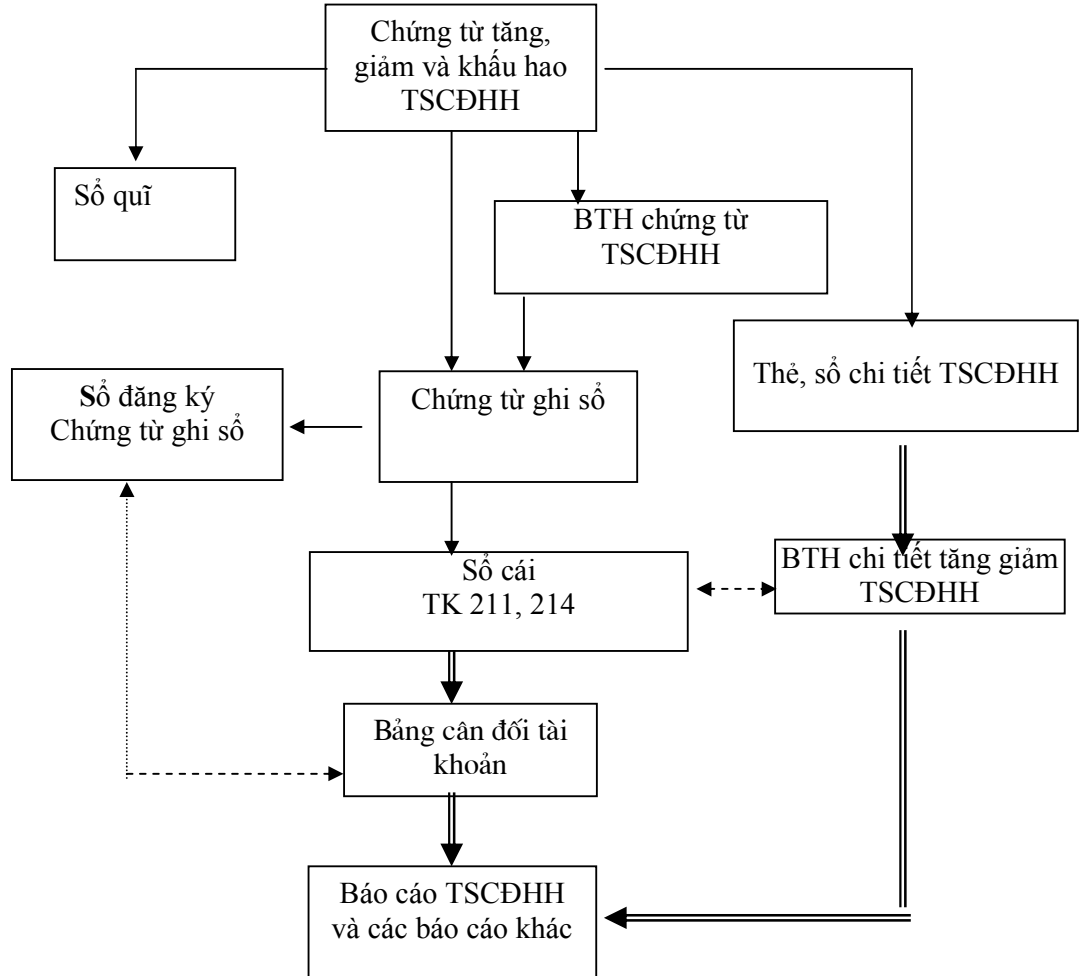 Chứng từ tăng,
giảm và khấu hao
TSCĐHH
Sổ quĩ
BTH chứng từ
TSCĐHH
Thẻ, sổ chi tiết TSCĐHH
Sổ đăng ký
Chứng từ ghi sổ
Chứng từ ghi sổ
BTH chi tiết tăng giảm
TSCĐHH
Sổ cái
TK 211, 214
Bảng cân đối tài
khoản
Báo cáo TSCĐHH
và các báo cáo khác